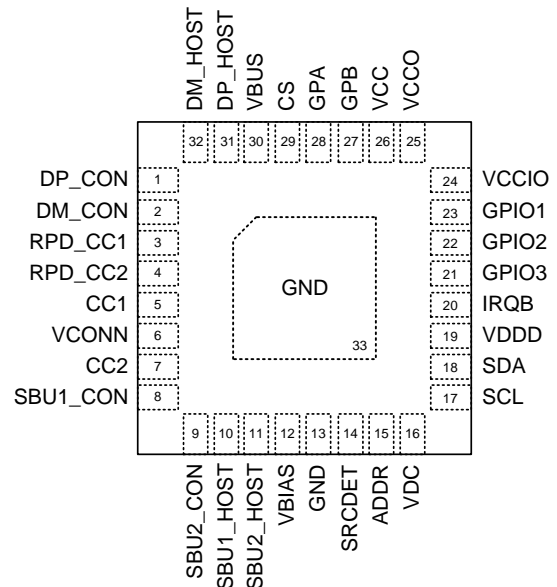 DM_HOST
DP_HOST
VBUS
CS
GPA
GPB
VCC
VCCO
32 31 30 29 28 27 26 25
DP_CON 1
DM_CON 2
RPD_CC1 3
RPD_CC2 4
CC1 5
VCONN 6
CC2 7
SBU1_CON 8
GND
33
24 VCCIO
23 GPIO1
22 GPIO2
21 GPIO3
20 IRQB
19 VDDD
18 SDA
17 SCL
9 10 11 12 13 14 15 16
SBU2_CON
SBU1_HOST
SBU2_HOST
VBIAS
GND
SRCDET
ADDR
VDC